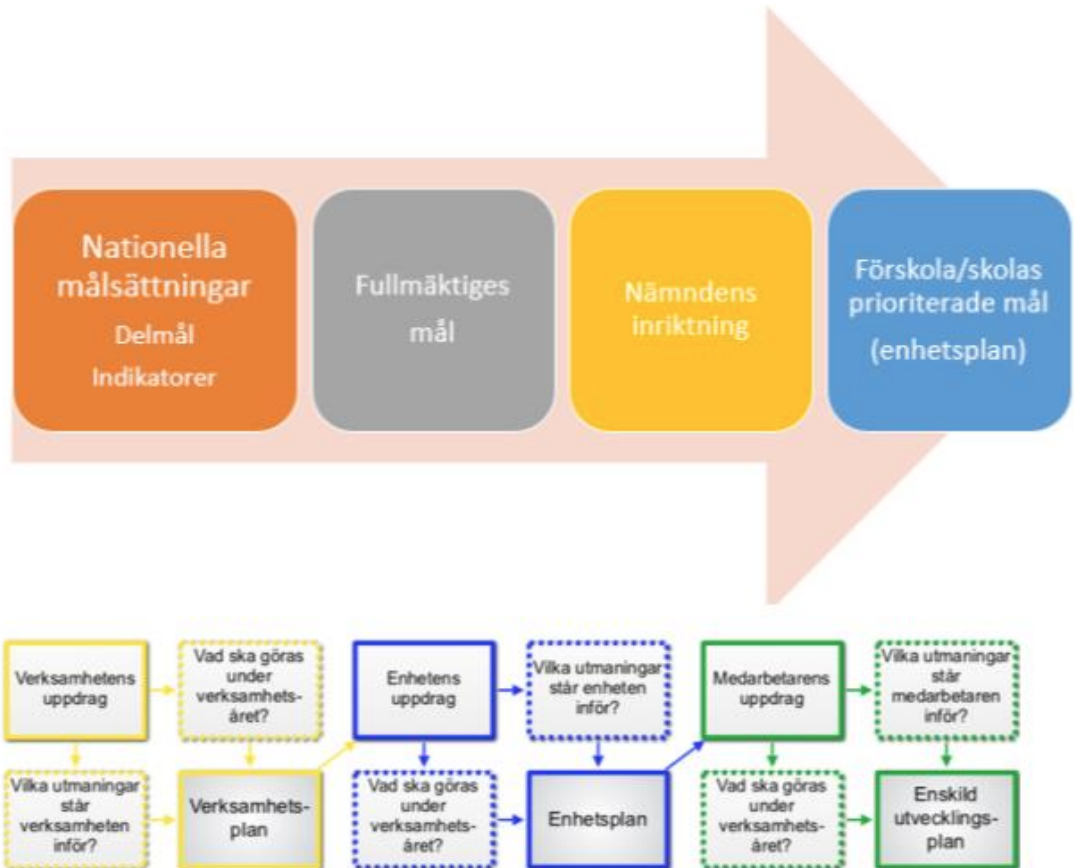 Nationella
målsättningar
Delmål
Indikatorer
Fullmäktiges
mål
Nämndens
inriktning
Förskola/skolas
prioriterade mål
(enhetsplan)
Verksamhetens
uppdrag
Vad ska göras
under
verksamhets-
året?
Enhetens
uppdrag
Vilka utmaningar
står enheten
inför?
Medarbetarens
uppdrag
Vilka utmaningar
står
medarbetaren
inför?
Vilka utmaningar
står
verksamheten
inför?
Verksamhets-
plan
Vad ska göras
under
verksamhets-
året?
Enhetsplan
Vad ska göras
under
verksamhets-
året?
Enskild
utvecklings-
plan